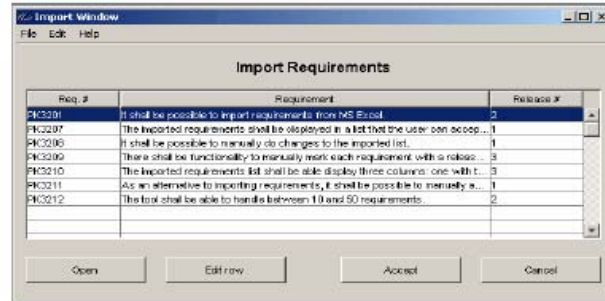 Import Window
File Edit Help
Import Requirements
Req. # Requirement Release #
PK3201 It shall be possible to import requirements from MS Excel. 2
PK3207 The imported requirements shall be displayed in a list that the user can accep... 1
PK3208 It shall be possible to manually do changes to the imported list. 1
PK3209 There shall be functionality to manually mark each requirement with a releas... 3
PK3210 The imported requirements list shall be able display three columns: one with t... 3
PK3211 As an alternative to importing requirements, it shall be possible to manually a... 1
PK3212 The tool shall be able to handle between 10 and 50 requirements. 2
Open Edit row Accept Cancel